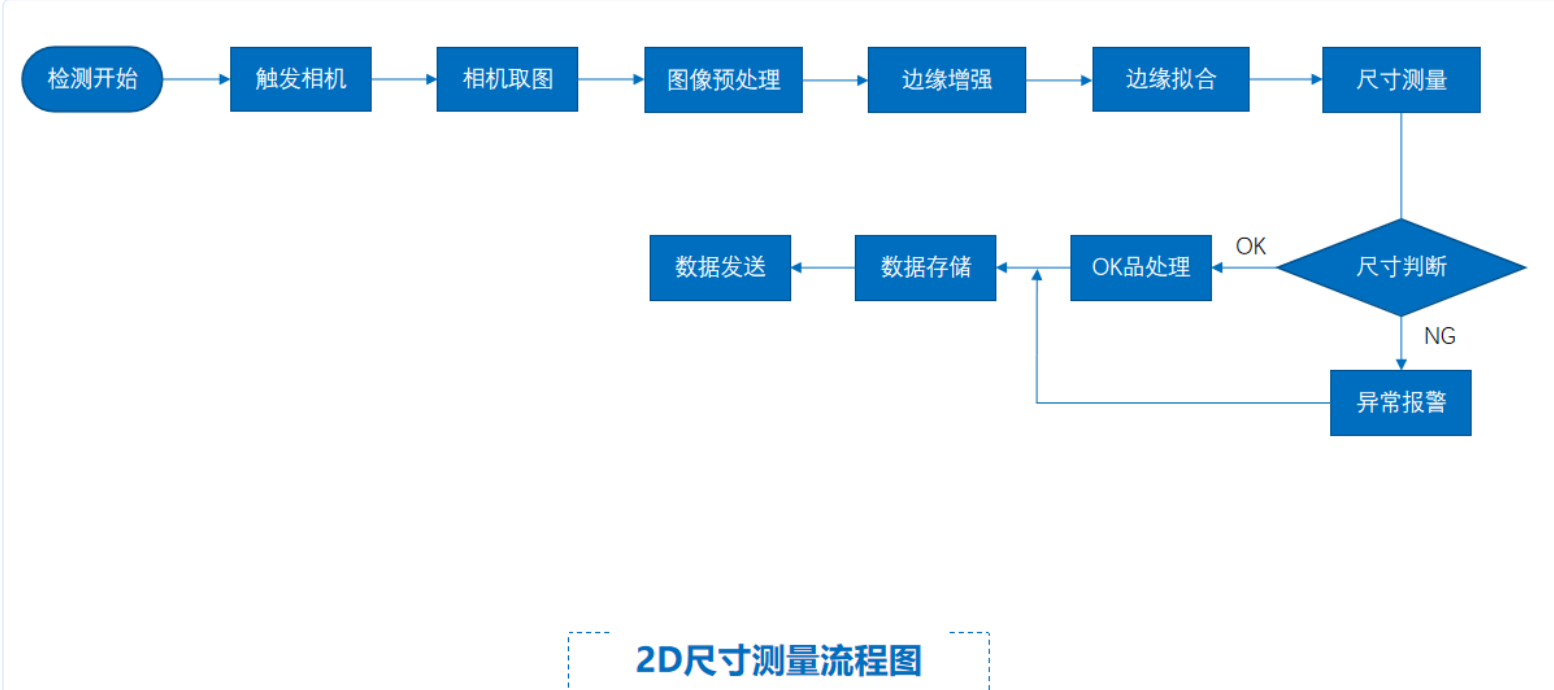 检测开始
触发相机
相机取图
图像预处理
边缘增强
边缘拟合
尺寸测量
数据发送
数据存储
OK品处理
OK
尺寸判断
NG
异常报警
2D尺寸测量流程图